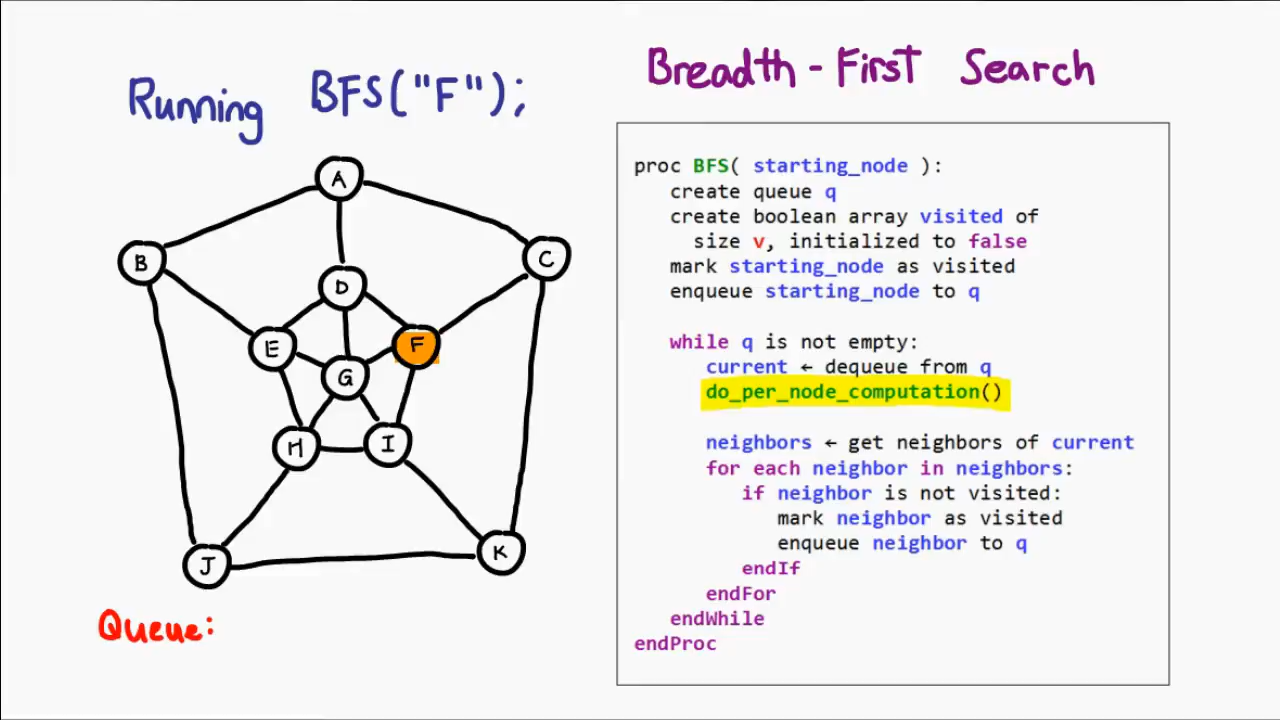 Running BFS("F");
Breadth-First Search
A
B
C
D
E
F
G
H
I
J
K
Queue:
proc BFS( starting_node ):
create queue q
create boolean array visited of
size v, initialized to false
mark starting_node as visited
enqueue starting_node to q
while q is not empty:
current ← dequeue from q
do_per_node_computation()
neighbors ← get neighbors of current
for each neighbor in neighbors:
if neighbor is not visited:
mark neighbor as visited
enqueue neighbor to q
endIf
endFor
endWhile
endProc